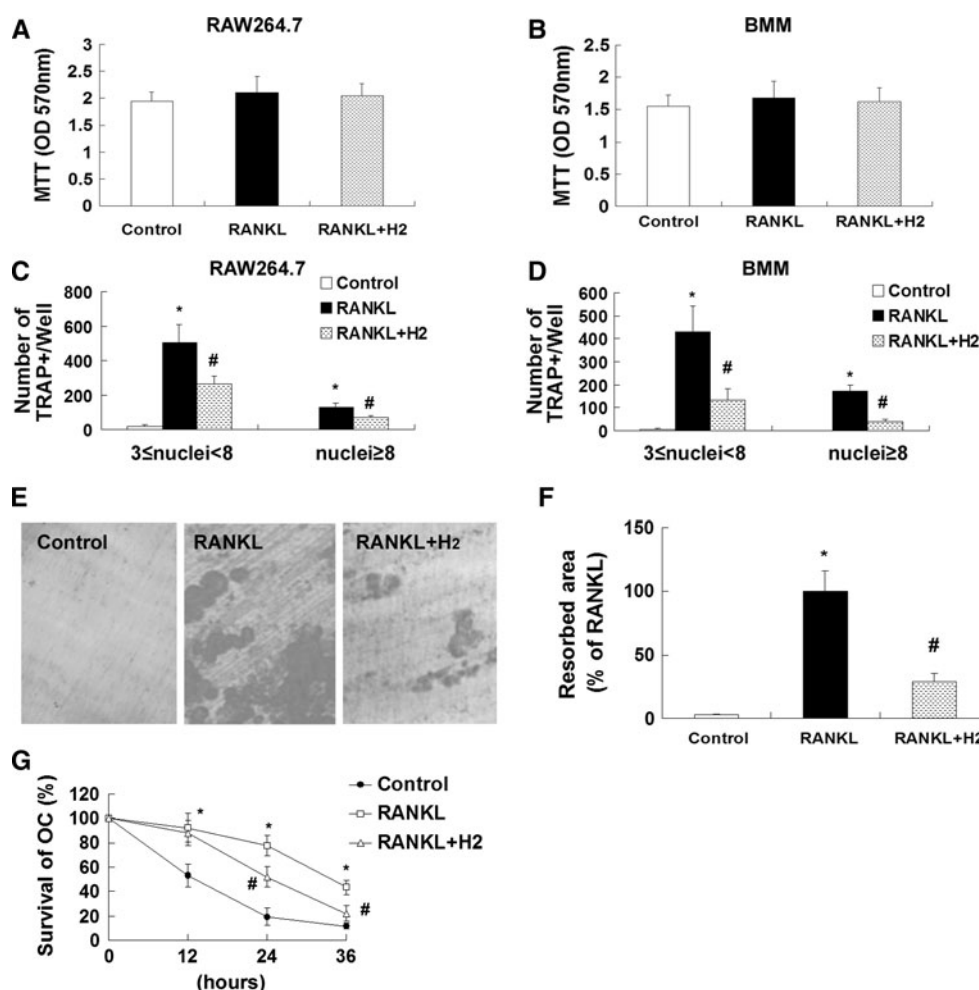 A
RAW264.7
MTT (OD 570nm)
3
2.5
2
1.5
1
0.5
0
Control
RANKL
RANKL+H2
B
BMM
MTT (OD 570nm)
2.5
2
1.5
1
0.5
0
Control
RANKL
RANKL+H2
C
RAW264.7
Number of
TRAP+/Well
800
600
400
200
0
Control
RANKL
RANKL+H2
*
#
*
#
3≤nuclei<8
nuclei≥8
D
BMM
Number of
TRAP+/Well
600
500
400
300
200
100
0
Control
RANKL
RANKL+H2
*
#
*
#
3≤nuclei<8
nuclei≥8
E
Control
RANKL
RANKL+H2
F
Resorbed area
(% of RANKL)
150
100
50
0
*
#
Control
RANKL
RANKL+H2
G
Survival of OC (%)
120
100
80
60
40
20
0
Control
RANKL
RANKL+H2
*
*
*
#
#
0
12
24
36
(hours)